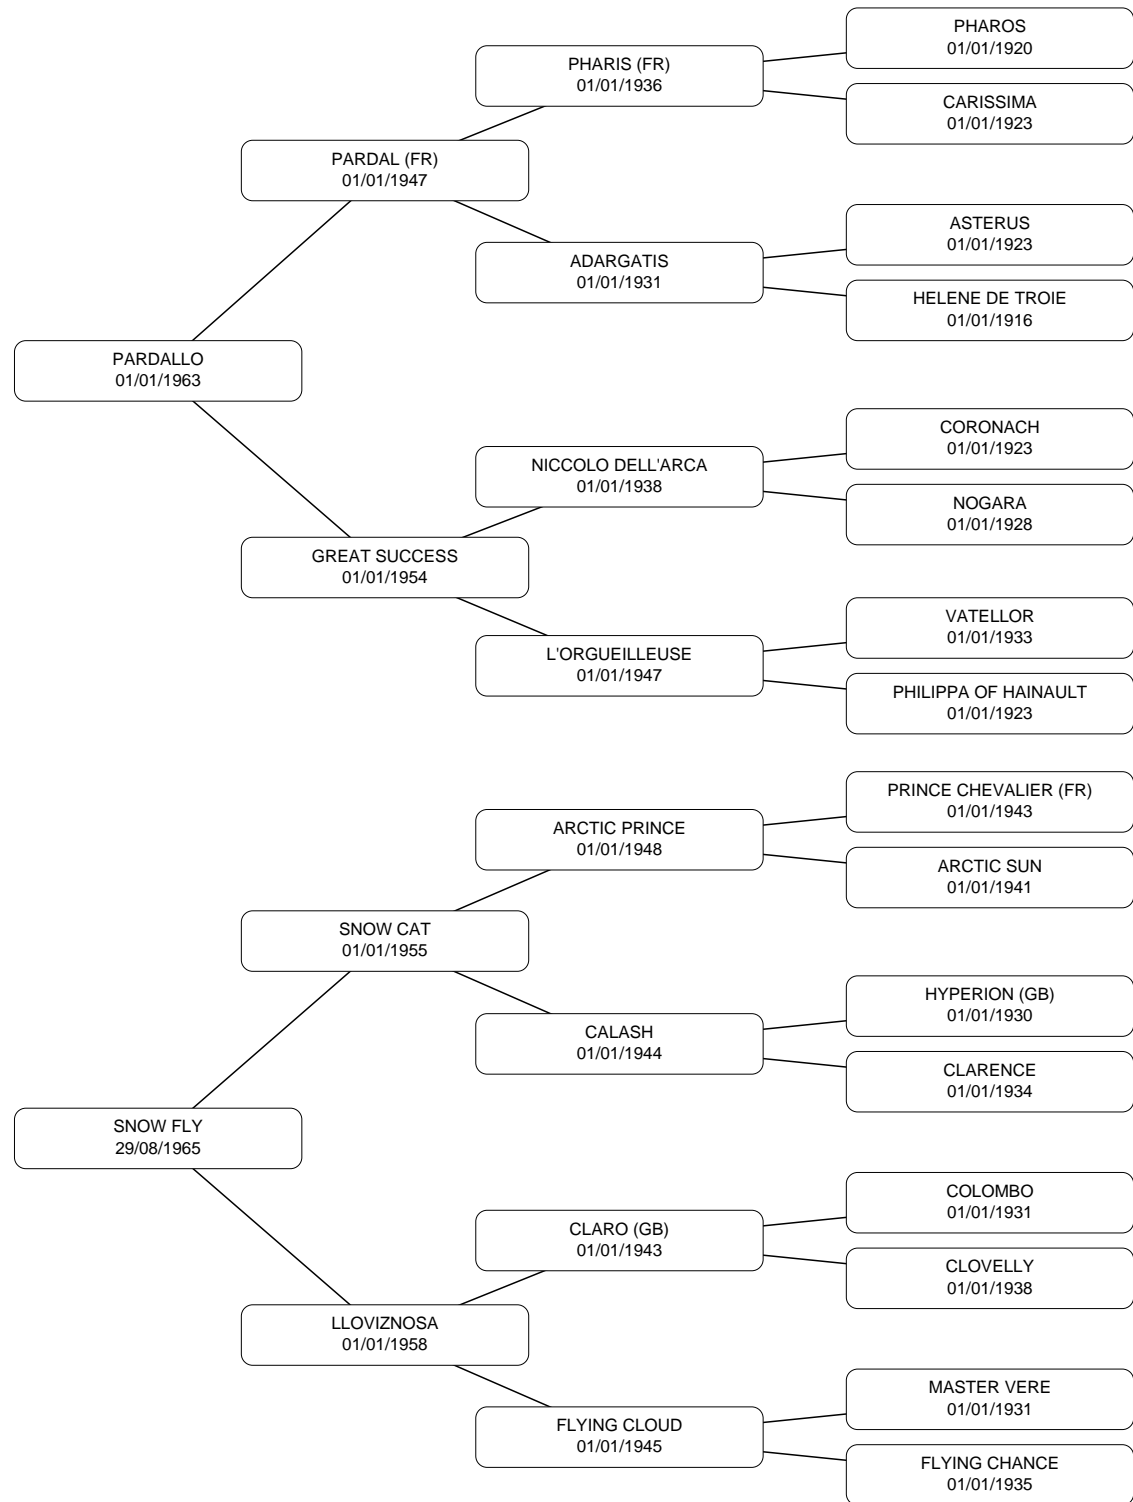 PHAROS
01/01/1920
PHARIS (FR)
01/01/1936
CARISSIMA
01/01/1923
PARDAL (FR)
01/01/1947
ASTERUS
01/01/1923
ADARGATIS
01/01/1931
HELENE DE TROIE
01/01/1916
PARDALLO
01/01/1963
CORONACH
01/01/1923
NICCOLO DELL'ARCA
01/01/1938
NOGARA
01/01/1928
GREAT SUCCESS
01/01/1954
VATELLOR
01/01/1933
L'ORGUEILLEUSE
01/01/1947
PHILIPPA OF HAINAULT
01/01/1923
PRINCE CHEVALIER (FR)
01/01/1943
ARCTIC PRINCE
01/01/1948
ARCTIC SUN
01/01/1941
SNOW CAT
01/01/1955
HYPERION (GB)
01/01/1930
CALASH
01/01/1944
CLARENCE
01/01/1934
SNOW FLY
29/08/1965
COLOMBO
01/01/1931
CLARO (GB)
01/01/1943
CLOVELLY
01/01/1938
LLOVIZNOSA
01/01/1958
MASTER VERE
01/01/1931
FLYING CLOUD
01/01/1945
FLYING CHANCE
01/01/1935